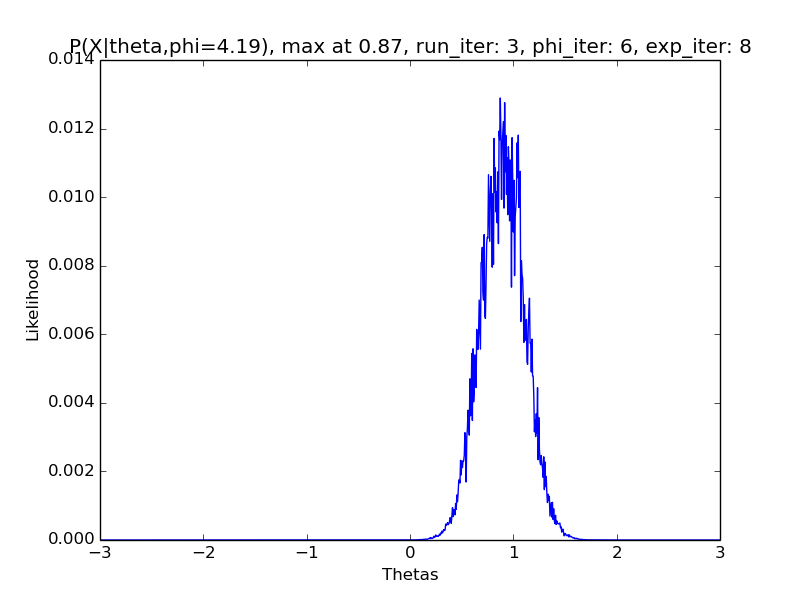 P(X|theta,phi=4.19), max at 0.87, run_iter: 3, phi_iter: 6, exp_iter: 8
0.014
0.012
0.010
0.008
0.006
0.004
0.002
0.000
Likelihood
−3 −2 −1 0 1 2 3
Thetas